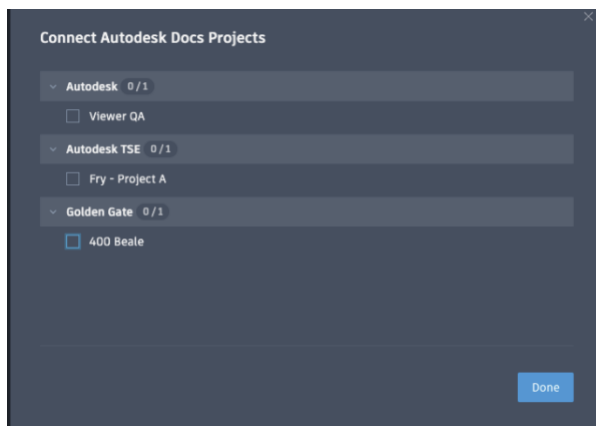 Connect Autodesk Docs Projects
Autodesk 0/1
Viewer QA
Autodesk TSE 0/1
Fry - Project A
Golden Gate 0/1
400 Beale
Done